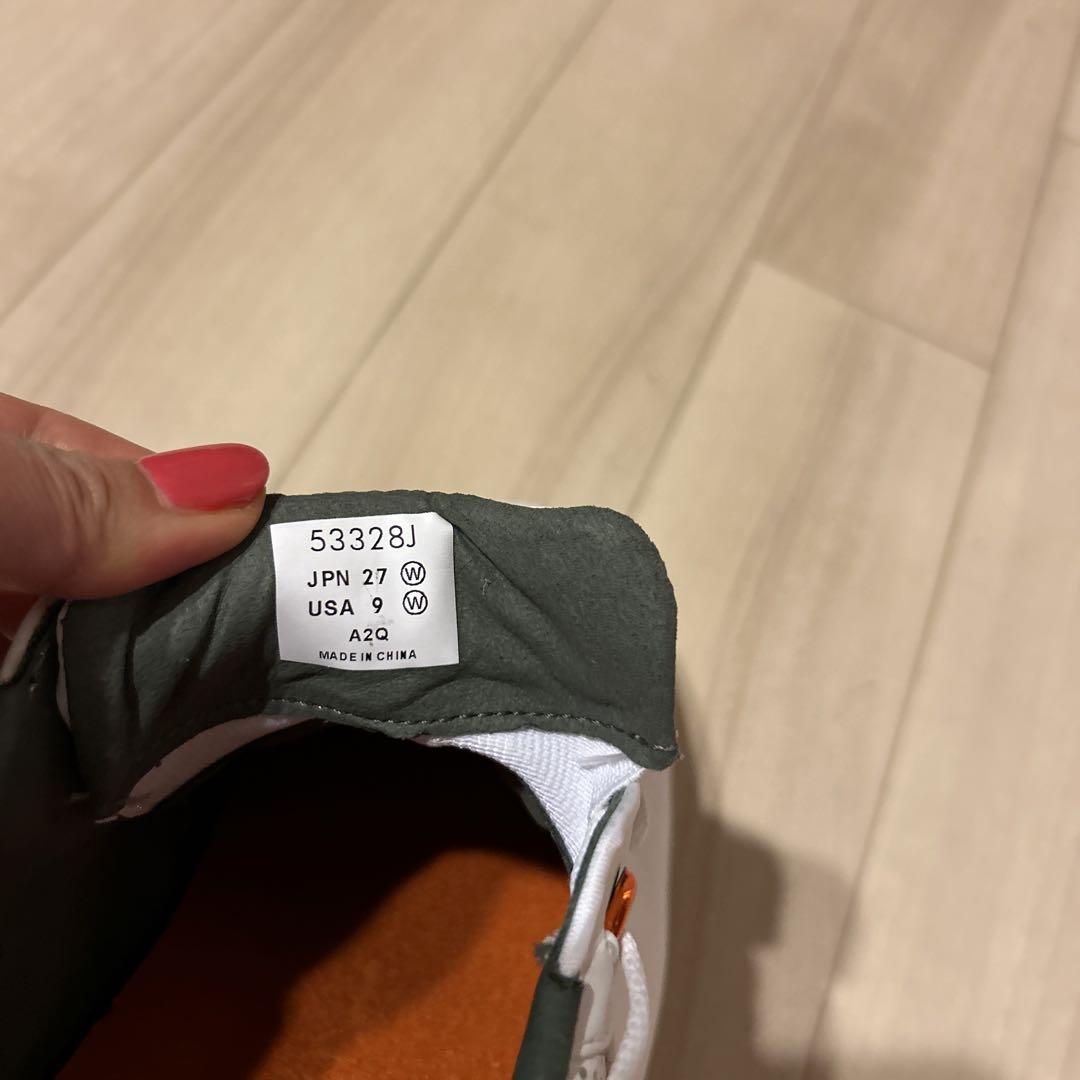 53328J
JPN 27 Ⓦ
USA 9 Ⓦ
A2Q
MADE IN CHINA